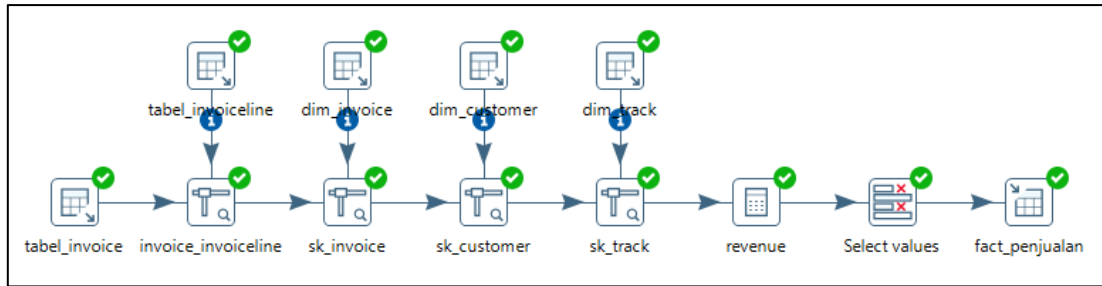 tabel_invoiceline
dim_invoice
dim_customer
dim_track
tabel_invoice
invoice_invoiceline
sk_invoice
sk_customer
sk_track
revenue
Select values
fact_penjualan